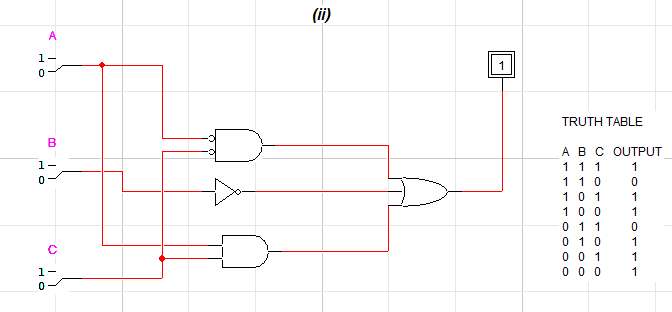 (ii)
A
1
0
1
B
1
0
C
1
0
TRUTH TABLE
A B C OUTPUT
1 1 1 1
1 1 0 0
1 0 1 1
1 0 0 1
0 1 1 0
0 1 0 1
0 0 1 1
0 0 0 1